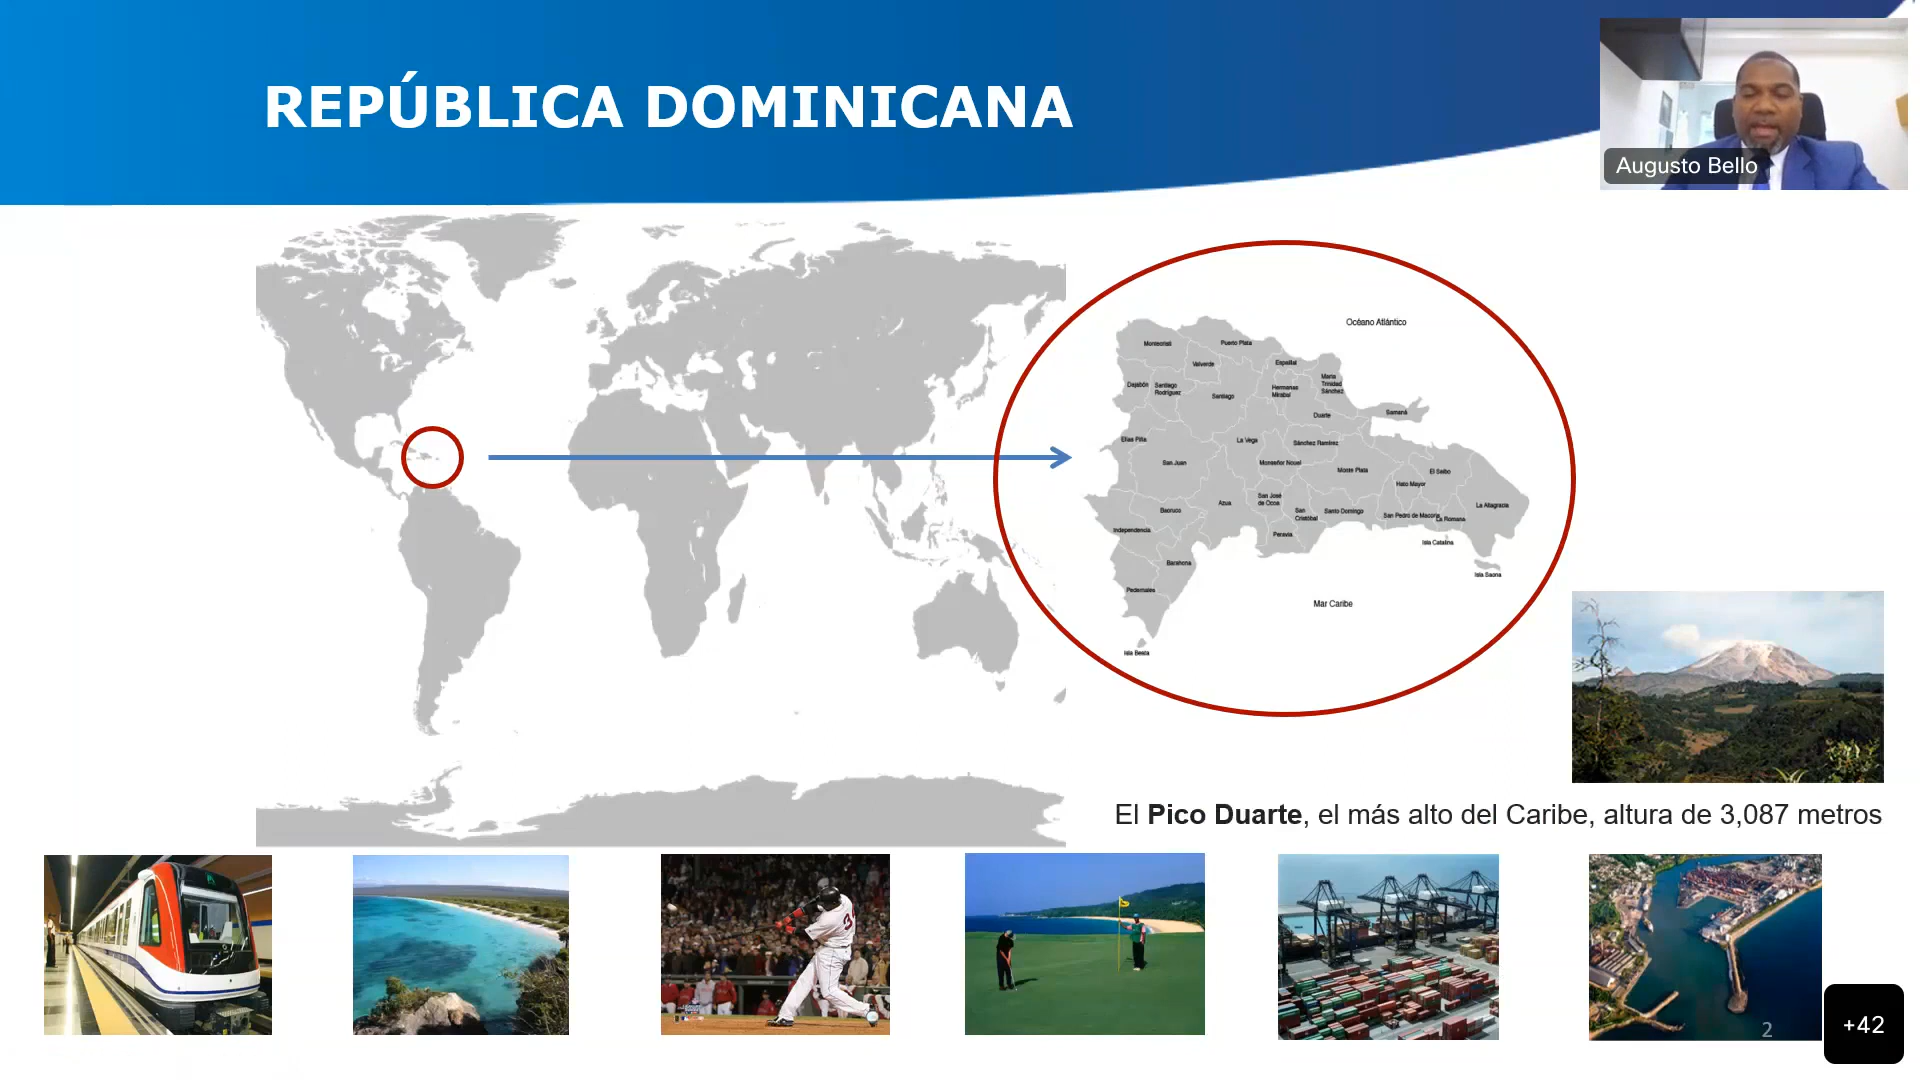 REPÚBLICA DOMINICANA
Augusto Bello
Océano Atlántico
Montecristi
Puerto Plata
Valverde
Espaillat
Dajabón
Santiago
Rodríguez
Santiago
Hermanas
Mirabal
María
Trinidad
Sánchez
Duarte
Samaná
Elías Piña
La Vega
Sánchez Ramírez
San Juan
Monseñor Nouel
Monte Plata
El Seibo
Hato Mayor
Azua
San José
de Ocoa
Baoruco
San
Cristóbal
Santo Domingo
San Pedro de Macorís
La Romana
La Altagracia
Independencia
Peravia
Isla Catalina
Barahona
Isla Saona
Pedernales
Mar Caribe
Isla Beata
El Pico Duarte, el más alto del Caribe, altura de 3,087 metros
3
2
+42